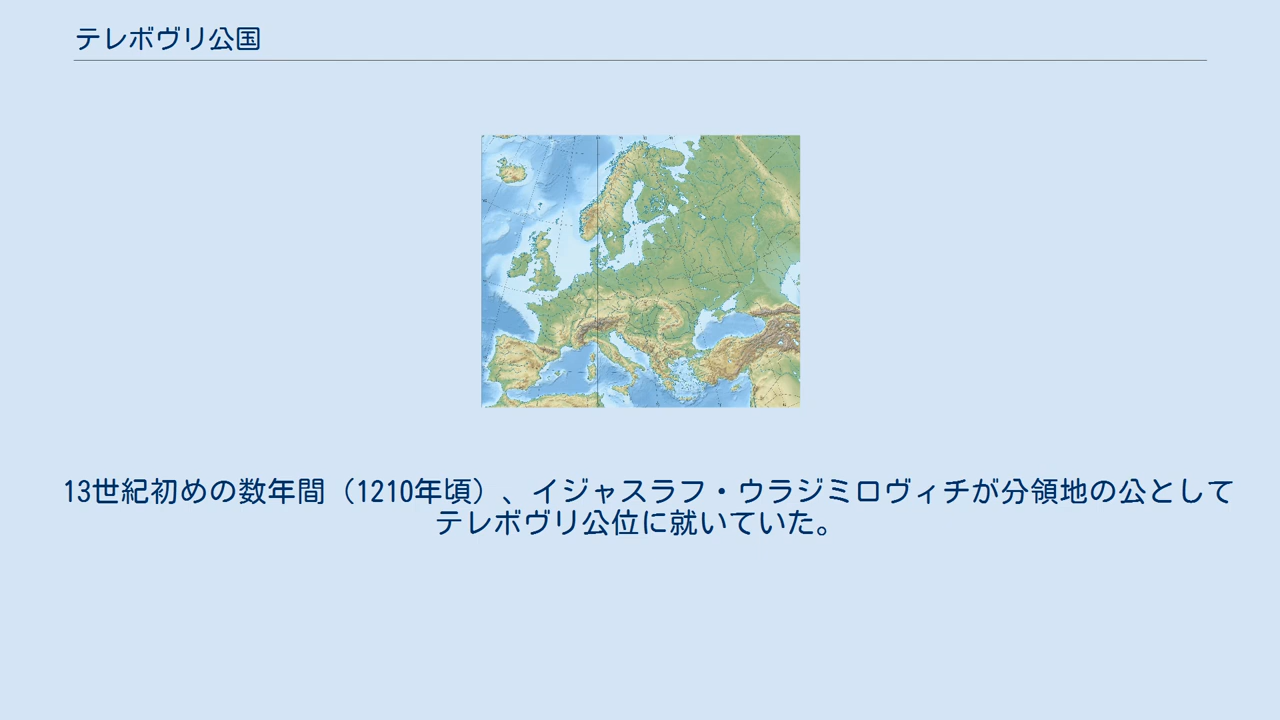 テレボヴリ公国
13世紀初めの数年間（1210年頃）、イジャスラフ・ウラジミロヴィチが分領地の公として
テレボヴリ公位に就いていた。